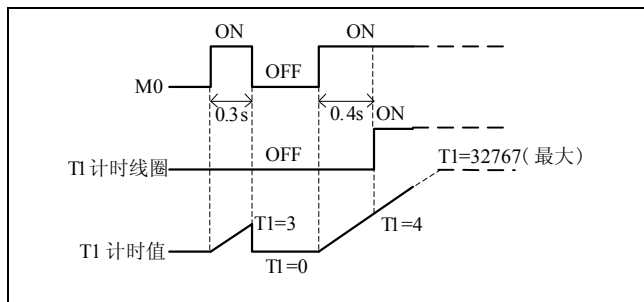 ON
ON
M0
OFF
0.3s
0.4s
ON
T1 计时线圈
OFF
T1=32767( 最大)
T1 计时值
T1=3
T1=0
T1=4